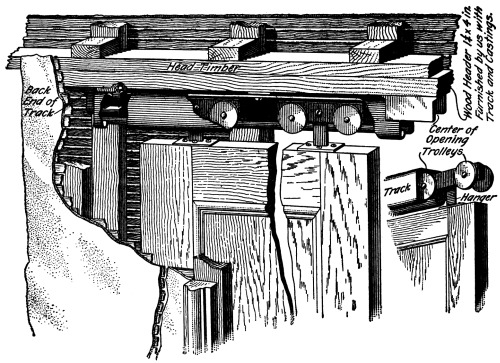 Head Timber
Back
End of
Track
Wood Header 1¾ x 4 in.
furnished by us with
Track and Castings.
Center of
Opening
Trolleys.
Track
Hanger